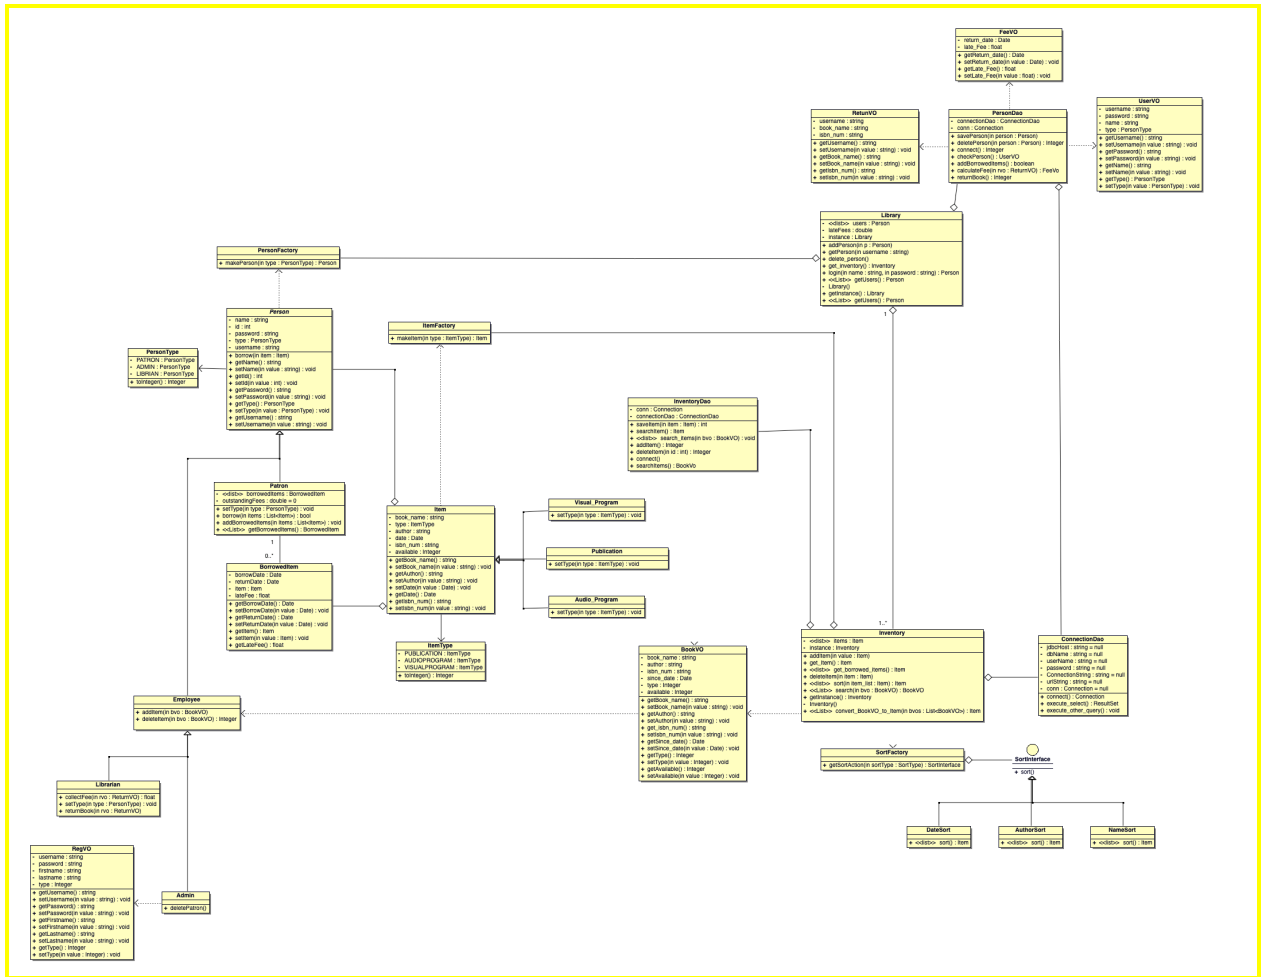 FeeVO
- return_date : Date
- late_Fee : float
+ getReturn_date() : Date
+ setReturn_date(in value : Date) : void
+ getLate_Fee() : float
+ setLate_Fee(in value : float) : void
RetunVO
- username : string
- book_name : string
- isbn_num : string
+ getUsername() : string
+ setUsername(in value : string) : void
+ getBook_name() : string
+ setBook_name(in value : string) : void
+ getIsbn_num() : string
+ setIsbn_num(in value : string) : void
PersonDao
- connectionDao : ConnectionDao
- conn : Connection
+ savePerson(in person : Person)
+ deletePerson(in person : Person) : Integer
+ connect() : Integer
+ checkPerson() : UserVO
+ addBorrowedItems() : boolean
+ calculateFee(in rvo : ReturnVO) : FeeVo
+ returnBook() : Integer
UserVO
- username : string
- password : string
- name : string
- type : PersonType
+ getUsername() : string
+ setUsername(in value : string) : void
+ getPassword() : string
+ setPassword(in value : string) : void
+ getName() : string
+ setName(in value : string) : void
+ getType() : PersonType
+ setType(in value : PersonType) : void
Library
- <<list>> users : Person
- lateFees : double
- instance : Library
+ addPerson(in p : Person)
+ getPerson(in username : string)
+ delete_person()
+ get_inventory() : Inventory
+ login(in name : string, in password : string) : Person
+ <<List>> getUsers() : Person
- Library()
+ getInstance() : Library
+ <<List>> getUsers() : Person
1
PersonFactory
+ makePerson(in type : PersonType) : Person
Person
- name : string
- id : int
- password : string
- type : PersonType
- username : string
+ borrow(in item : Item)
+ getName() : string
+ setName(in value : string) : void
+ getId() : int
+ setId(in value : int) : void
+ getPassword() : string
+ setPassword(in value : string) : void
+ getType() : PersonType
+ setType(in value : PersonType) : void
+ getUsername() : string
+ setUsername(in value : string) : void
PersonType
- PATRON : PersonType
- ADMIN : PersonType
- LIBRIAN : PersonType
+ toInteger() : Integer
ItemFactory
+ makeItem(in type : ItemType) : Item
InventoryDao
- conn : Connection
- connectionDao : ConnectionDao
+ saveItem(in item : Item) : int
+ searchItem() : Item
+ <<list>> search_items(in bvo : BookVO) : void
+ addItem() : Integer
+ deleteItem(in id : int) : Integer
+ connect()
+ searchItems() : BookVo
Patron
- <<list>> borrowedItems : BorrowedItem
- outstandingFees : double = 0
+ setType(in type : PersonType) : void
+ borrow(in items : List<Item>) : bool
+ addBorrowedItems(in items : List<Item>) : void
+ <<List>> getBorrowedItems() : BorrowedItem
1
0..*
BorrowedItem
- borrowDate : Date
- returnDate : Date
- item : Item
- lateFee : float
+ getBorrowDate() : Date
+ setBorrowDate(in value : Date) : void
+ getReturnDate() : Date
+ setReturnDate(in value : Date) : void
+ getItem() : Item
+ setItem(in value : Item) : void
+ getLateFee() : float
Item
- book_name : string
- type : ItemType
- author : string
- date : Date
- isbn_num : string
- available : Integer
+ getBook_name() : string
+ setBook_name(in value : string) : void
+ getAuthor() : string
+ setAuthor(in value : string) : void
+ setDate(in value : Date) : void
+ getDate() : Date
+ getIsbn_num() : string
+ setIsbn_num(in value : string) : void
Visual_Program
+ setType(in type : ItemType) : void
Publication
+ setType(in type : ItemType) : void
Audio_Program
+ setType(in type : ItemType) : void
ItemType
- PUBLICATION : ItemType
- AUDIOPROGRAM : ItemType
- VISUALPROGRAM : ItemType
+ toInteger() : Integer
BookVO
- book_name : string
- author : string
- isbn_num : string
- since_date : Date
- type : Integer
- available : Integer
+ getBook_name() : string
+ setBook_name(in value : string) : void
+ getAuthor() : string
+ setAuthor(in value : string) : void
+ get_isbn_num() : string
+ setIsbn_num(in value : string) : void
+ getSince_date() : Date
+ setSince_date(in value : Date) : void
+ getType() : Integer
+ setType(in value : Integer) : void
+ getAvailable() : Integer
+ setAvailable(in value : Integer) : void
1..*
Inventory
- <<list>> items : Item
- instance : Inventory
+ addItem(in value : Item)
+ get_item() : Item
+ <<list>> get_borrowed_items() : Item
+ deleteItem(in item : Item)
+ <<list>> sort(in item_list : Item) : Item
+ <<List>> search(in bvo : BookVO) : BookVO
+ getInstance() : Inventory
- Inventory()
+ <<List>> convert_BookVO_to_Item(in bvos : List<BookVO>) : Item
ConnectionDao
- jdbcHost : string = null
- dbName : string = null
- userName : string = null
- password : string = null
- ConnectionString : string = null
- urlString : string = null
- conn : Connection = null
+ connect() : Connection
+ execute_select() : ResultSet
+ execute_other_query() : void
Employee
+ addItem(in bvo : BookVO)
+ deleteItem(in bvo : BookVO) : Integer
SortFactory
+ getSortAction(in sortType : SortType) : SortInterface
SortInterface
+ sort()
Librarian
+ collectFee(in rvo : ReturnVO) : float
+ setType(in type : PersonType) : void
+ returnBook(in rvo : ReturnVO)
DateSort
+ <<list>> sort() : Item
AuthorSort
+ <<list>> sort() : Item
NameSort
+ <<list>> sort() : Item
RegVO
- username : string
- password : string
- firstname : string
- lastname : string
- type : Integer
+ getUsername() : string
+ setUsername(in value : string) : void
+ getPassword() : string
+ setPassword(in value : string) : void
+ getFirstname() : string
+ setFirstname(in value : string) : void
+ getLastname() : string
+ setLastname(in value : string) : void
+ getType() : Integer
+ setType(in value : Integer) : void
Admin
+ deletePatron()